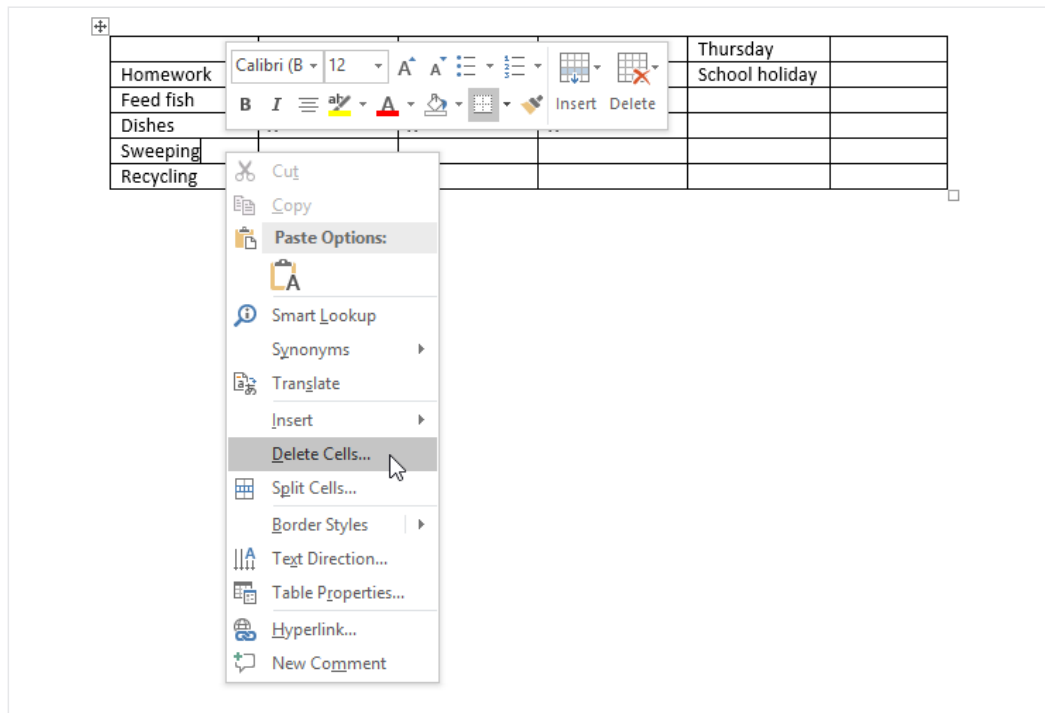 Thursday
Calibri (B 12
Homework School holiday
Feed fish
B I Insert Delete
Dishes
Sweeping
Recycling
Cut
Copy
Paste Options:
A
Smart Lookup
Synonyms
Translate
Insert
Delete Cells...
Split Cells...
Border Styles
Text Direction...
Table Properties...
Hyperlink...
New Comment